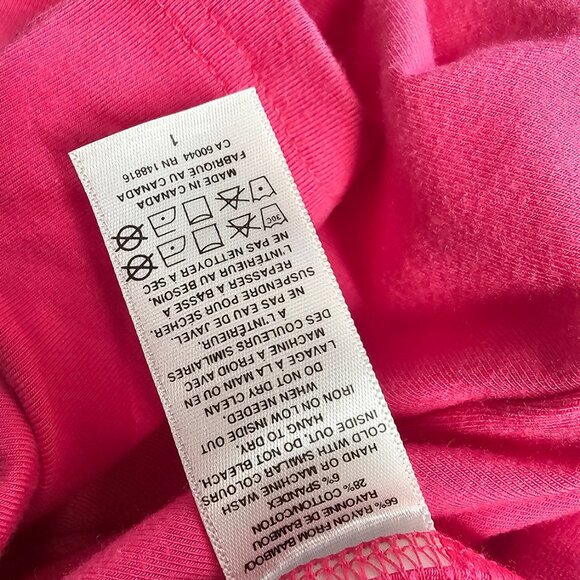 66% RAYON FROM BAMBOO/
RAYONNE DE BAMBOU
28% COTTON/COTON
6% SPANDEX
HAND OR MACHINE WASH
COLD WITH SIMILAR COLOURS
INSIDE OUT. DO NOT BLEACH.
HANG TO DRY.
IRON ON LOW INSIDE OUT
WHEN NEEDED.
DO NOT DRY CLEAN
LAVAGE À LA MAIN OU EN
MACHINE À FROID AVEC
DES COULEURS SIMILAIRES
À L'INTÉRIEUR.
NE PAS EAU DE JAVEL.
SUSPENDRE POUR SÉCHER.
REPASSER À BASSE À
L'INTÉRIEUR AU BESOIN.
NE PAS NETTOYER À SEC
30C
MADE IN CANADA
FABRIQUE AU CANADA
CA 60044 RN 148816
1